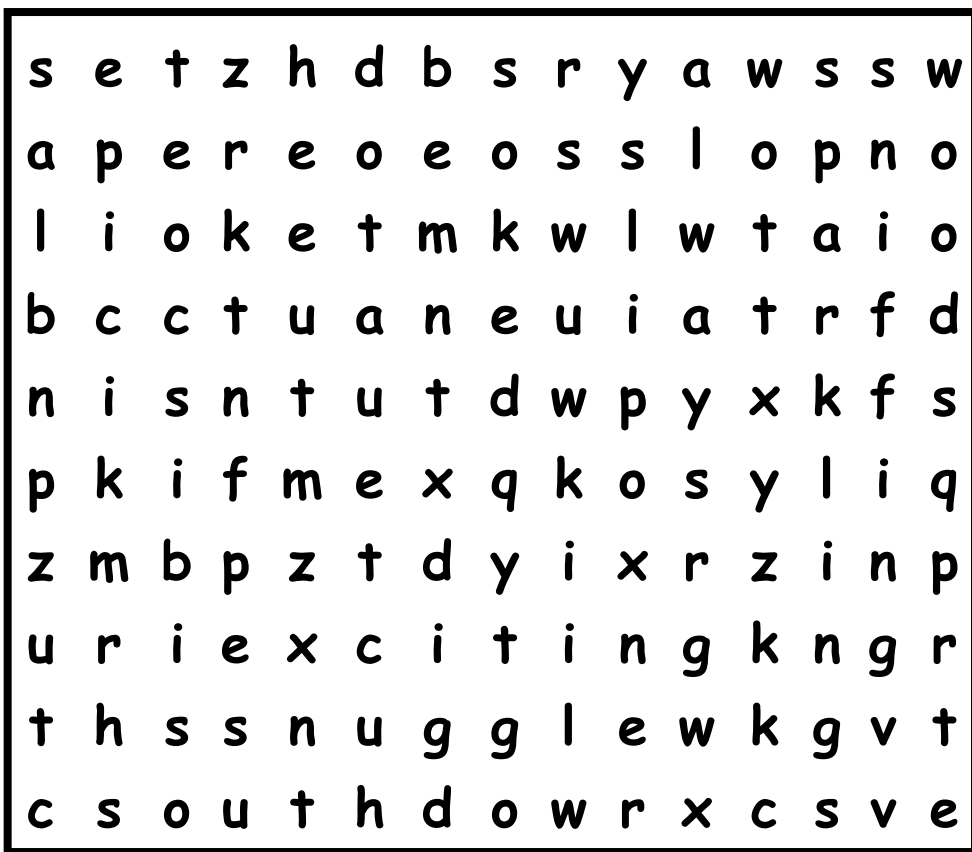 s e t z h d b s r y a w s s w
a p e r e o e o s s l o p n o
l i o k e t m k w l w t a i o
b c c t u a n e u i a t r f d
n i s n t u t d w p y x k f s
p k i f m e x q k o s y l i q
z m b p z t d y i x r z i n p
u r i e x c i t i n g k n g r
t h s s n u g g l e w k g v t
c s o u t h d o w r x c s v e